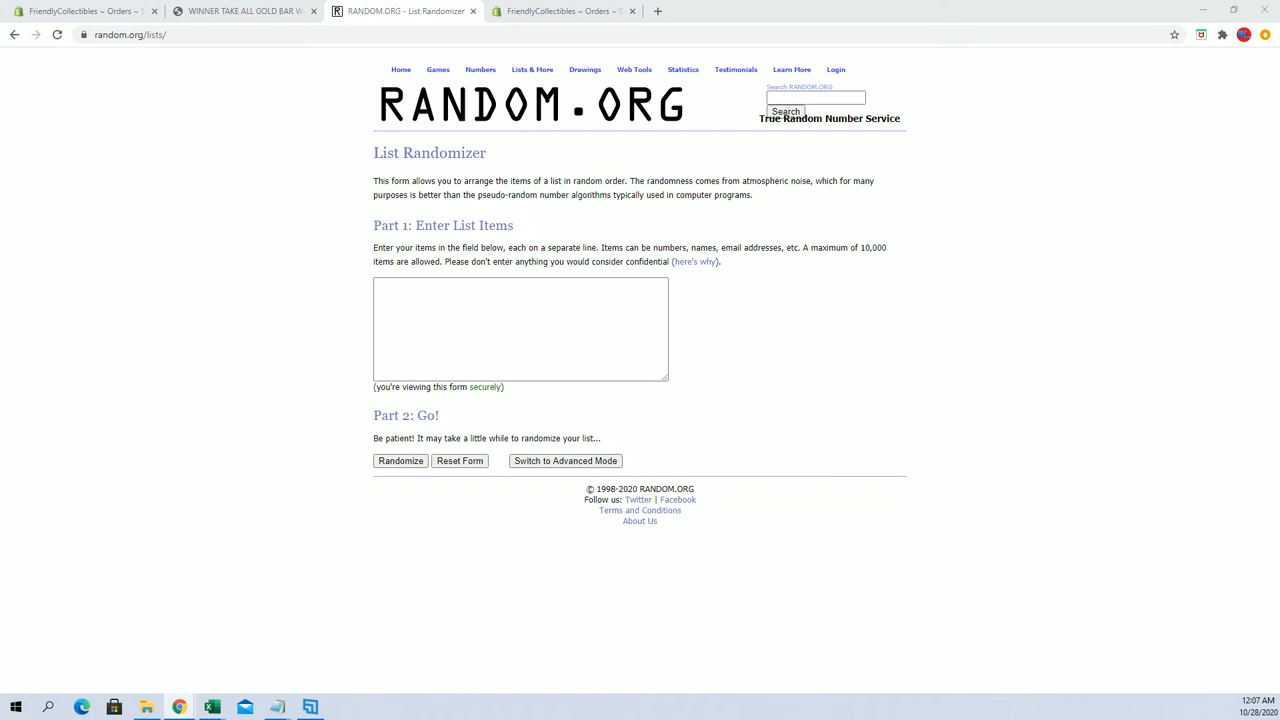 FriendlyCollectibles ~ Orders ~ S
WINNER TAKE ALL GOLD BAR W
RANDOM.ORG - List Randomizer
FriendlyCollectibles ~ Orders ~ S
random.org/lists/
Home Games Numbers Lists & More Drawings Web Tools Statistics Testimonials Learn More Login
Search RANDOM.ORG
RANDOM.ORG
Search
True Random Number Service
List Randomizer
This form allows you to arrange the items of a list in random order. The randomness comes from atmospheric noise, which for many
purposes is better than the pseudo-random number algorithms typically used in computer programs.
Part 1: Enter List Items
Enter your items in the field below, each on a separate line. Items can be numbers, names, email addresses, etc. A maximum of 10,000
items are allowed. Please don't enter anything you would consider confidential (here's why).
(you're viewing this form securely)
Part 2: Go!
Be patient! It may take a little while to randomize your list...
Randomize Reset Form Switch to Advanced Mode
© 1998-2020 RANDOM.ORG
Follow us: Twitter | Facebook
Terms and Conditions
About Us
12:07 AM
10/28/2020